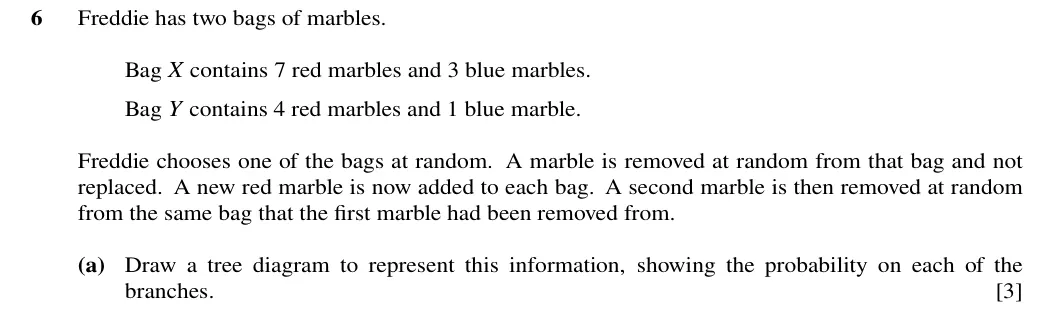 6 Freddie has two bags of marbles.
Bag X contains 7 red marbles and 3 blue marbles.
Bag Y contains 4 red marbles and 1 blue marble.
Freddie chooses one of the bags at random. A marble is removed at random from that bag and not
replaced. A new red marble is now added to each bag. A second marble is then removed at random
from the same bag that the first marble had been removed from.
(a) Draw a tree diagram to represent this information, showing the probability on each of the
branches. [3]